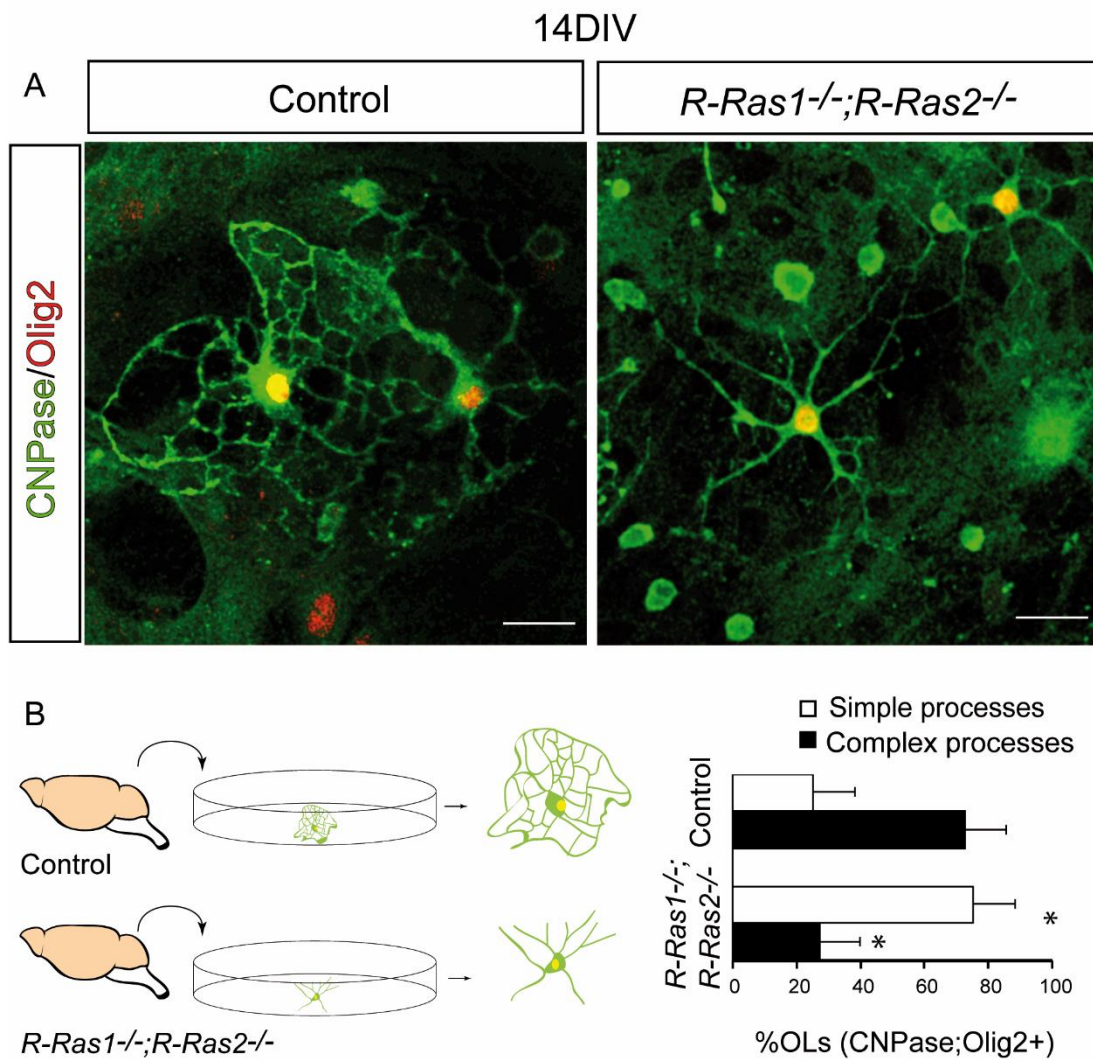 14DIV
A
Control
R-Ras1-/-;R-Ras2-/-
CNPase/Olig2
B
Control
R-Ras1-/-;R-Ras2-/-
Simple processes
Complex processes
Control
R-Ras1-/-;
R-Ras2-/-
*
*
0 20 40 60 80 100
%OLs (CNPase;Olig2+)